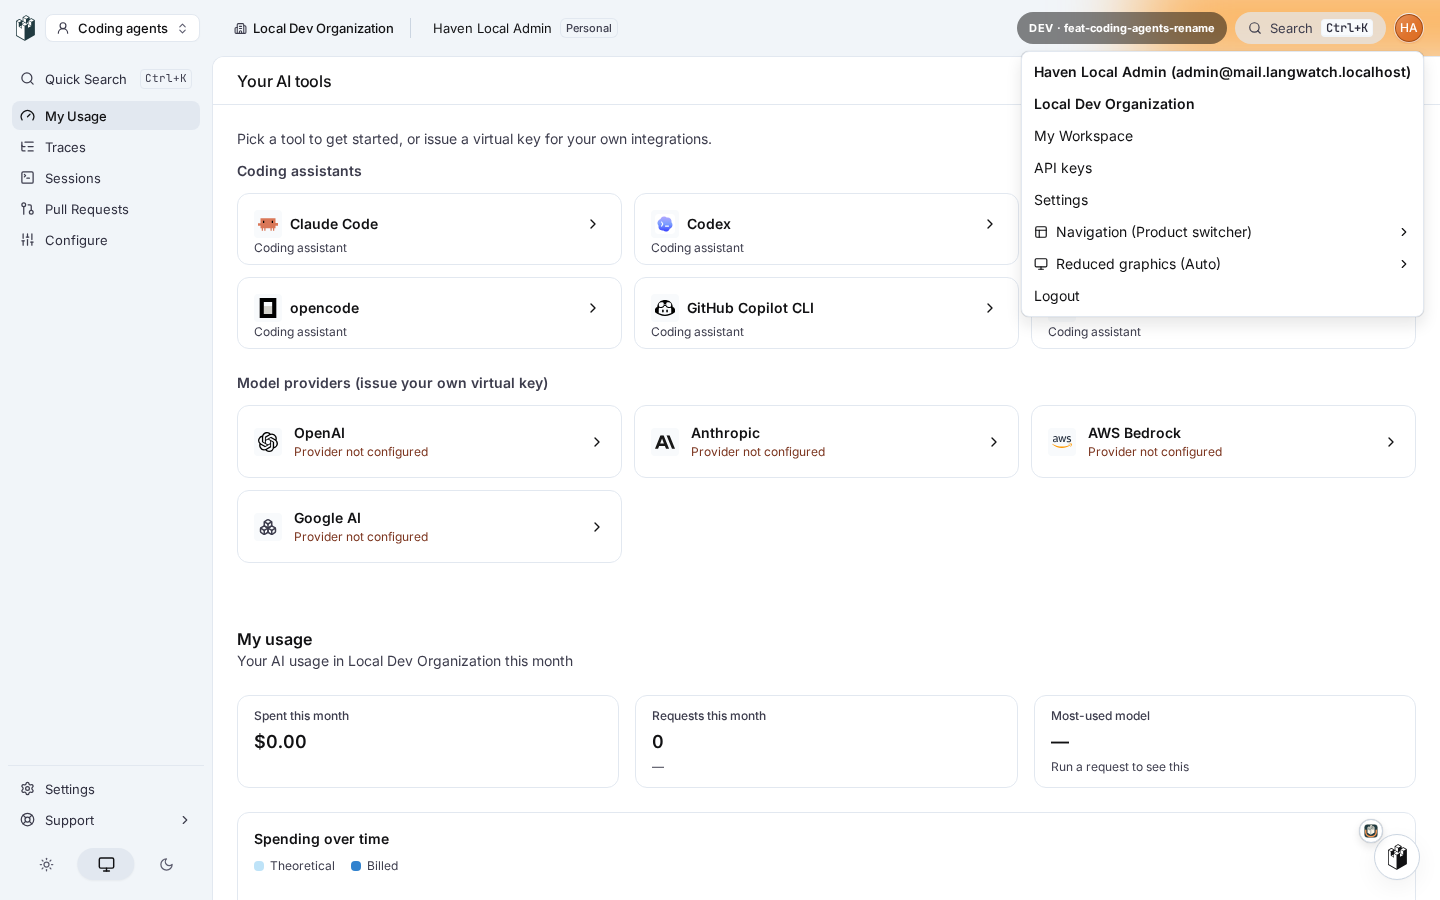 Coding agents
Local Dev Organization
Haven Local Admin Personal
DEV · feat-coding-agents-rename
Search Ctrl+K
HA
Quick Search Ctrl+K
My Usage
Traces
Sessions
Pull Requests
Configure
Settings
Support
Your AI tools
Haven Local Admin (admin@mail.langwatch.localhost)
Local Dev Organization
My Workspace
API keys
Settings
Navigation (Product switcher)
Reduced graphics (Auto)
Logout
Pick a tool to get started, or issue a virtual key for your own integrations.
Coding assistants
Claude Code
Coding assistant
Codex
Coding assistant
opencode
Coding assistant
GitHub Copilot CLI
Coding assistant
Coding assistant
Model providers (issue your own virtual key)
OpenAI
Provider not configured
Anthropic
Provider not configured
aws
AWS Bedrock
Provider not configured
Google AI
Provider not configured
My usage
Your AI usage in Local Dev Organization this month
Spent this month
$0.00
Requests this month
0
—
Most-used model
—
Run a request to see this
Spending over time
Theoretical
Billed